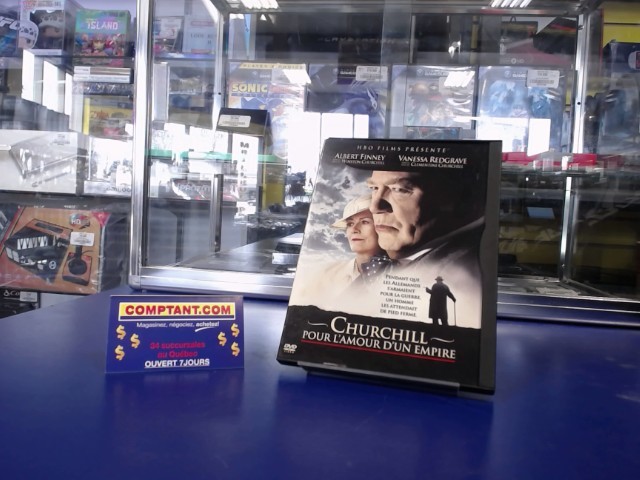 ISLAND
SONIC
HBO FILMS PRÉSENTE
ALBERT FINNEY VANESSA REDGRAVE
WINSTON CHURCHILL CLEMENTINE CHURCHILL
PENDANT QUE
LES ALLEMANDS
S'ARMAIENT
POUR LA GUERRE
UN HOMME
LES ATTENDAIT
DE PIED FERME
CHURCHILL
POUR L'AMOUR D'UN EMPIRE
DVD
COMPTANT.COM
Magasinez, négociez, achetez!
24 succursales
au Québec
OUVERT 7JOURS